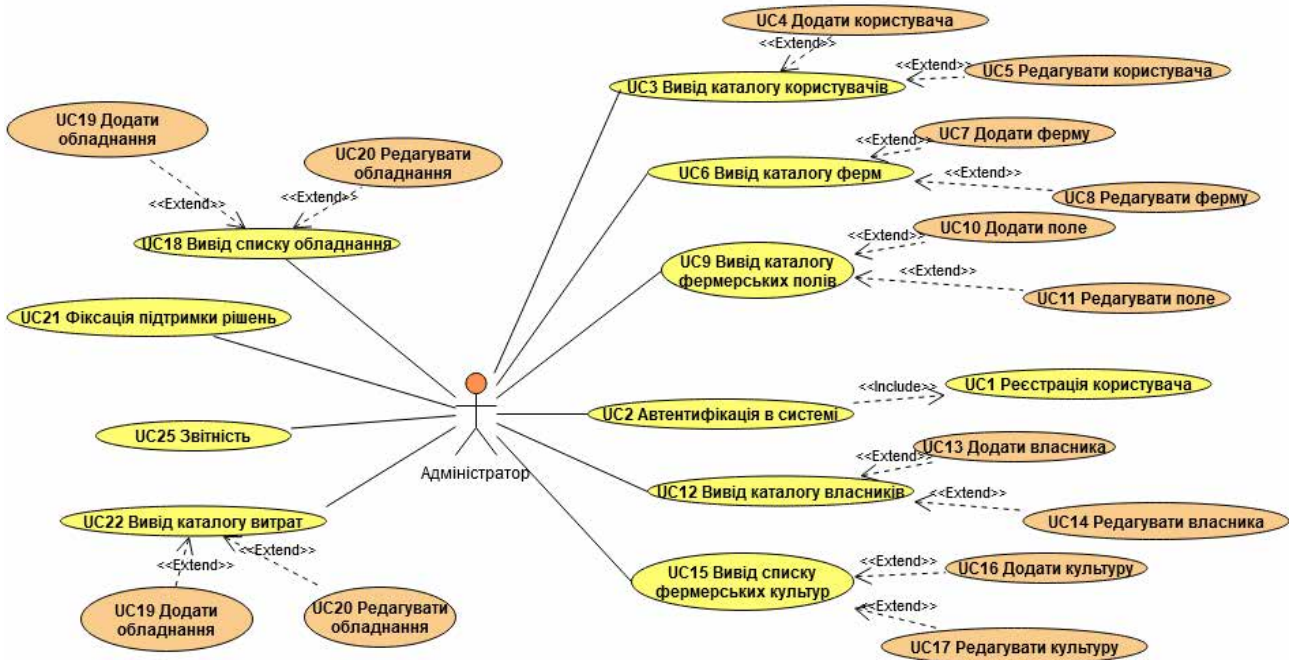 UC4 Додати користувача
<<Extend>>
<<Extend>>
UC5 Редагувати користувача
UC3 Вивід каталогу користувачів
UC19 Додати
обладнання
UC20 Редагувати
обладнання
<<Extend>>
<<Extend>>
UC18 Вивід списку обладнання
UC7 Додати ферму
<<Extend>>
UC6 Вивід каталогу ферм
<<Extend>>
UC8 Редагувати ферму
UC10 Додати поле
<<Extend>>
UC9 Вивід каталогу
фермерських полів
<<Extend>>
UC11 Редагувати поле
UC21 Фіксація підтримки рішень
<<Include>>
UC1 Реєстрація користувача
UC2 Автентифікація в системі
UC25 Звітність
Адміністратор
UC13 Додати власника
<<Extend>>
UC12 Вивід каталогу власників
<<Extend>>
UC14 Редагувати власника
UC22 Вивід каталогу витрат
<<Extend>>
<<Extend>>
UC19 Додати
обладнання
UC20 Редагувати
обладнання
<<Extend>>
UC16 Додати культуру
UC15 Вивід списку
фермерських культур
<<Extend>>
UC17 Редагувати культуру